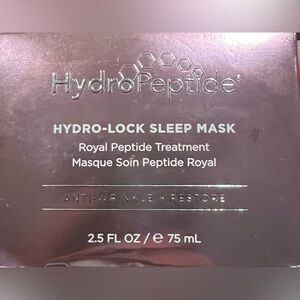 HydroPeptide®
HYDRO-LOCK SLEEP MASK
Royal Peptide Treatment
Masque Soin Peptide Royal
ANTI-WRINKLE + RESTORE
2.5 FL OZ / ℮ 75 mL